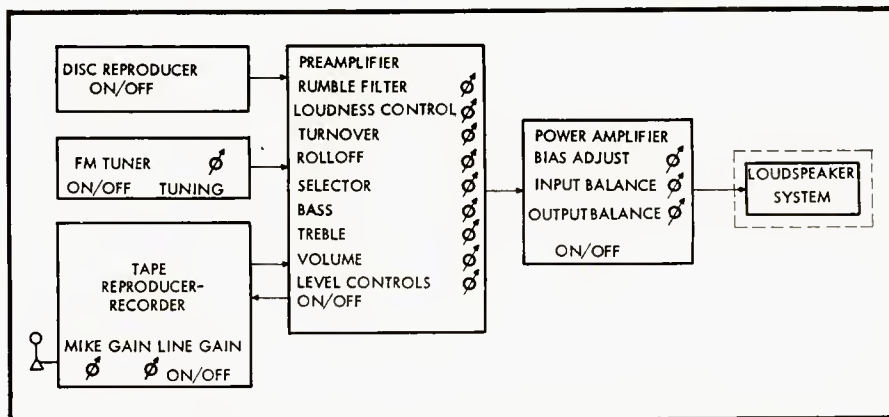 DISC REPRODUCER
ON/OFF
FM TUNER
ON/OFF TUNING
TAPE
REPRODUCER-
RECORDER
MIKE GAIN LINE GAIN
ON/OFF
PREAMPLIFIER
RUMBLE FILTER
LOUDNESS CONTROL
TURNOVER
ROLLOFF
SELECTOR
BASS
TREBLE
VOLUME
LEVEL CONTROLS
ON/OFF
POWER AMPLIFIER
BIAS ADJUST
INPUT BALANCE
OUTPUT BALANCE
ON/OFF
LOUDSPEAKER
SYSTEM